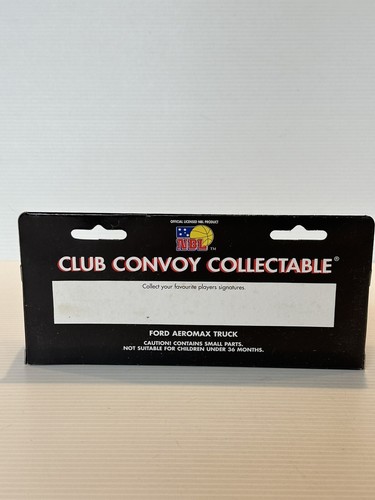 OFFICIAL LICENSED NBL PRODUCT
NBL™
CLUB CONVOY COLLECTABLE®
Collect your favourite players signatures.
FORD AEROMAX TRUCK
CAUTION! CONTAINS SMALL PARTS.
NOT SUITABLE FOR CHILDREN UNDER 36 MONTHS.